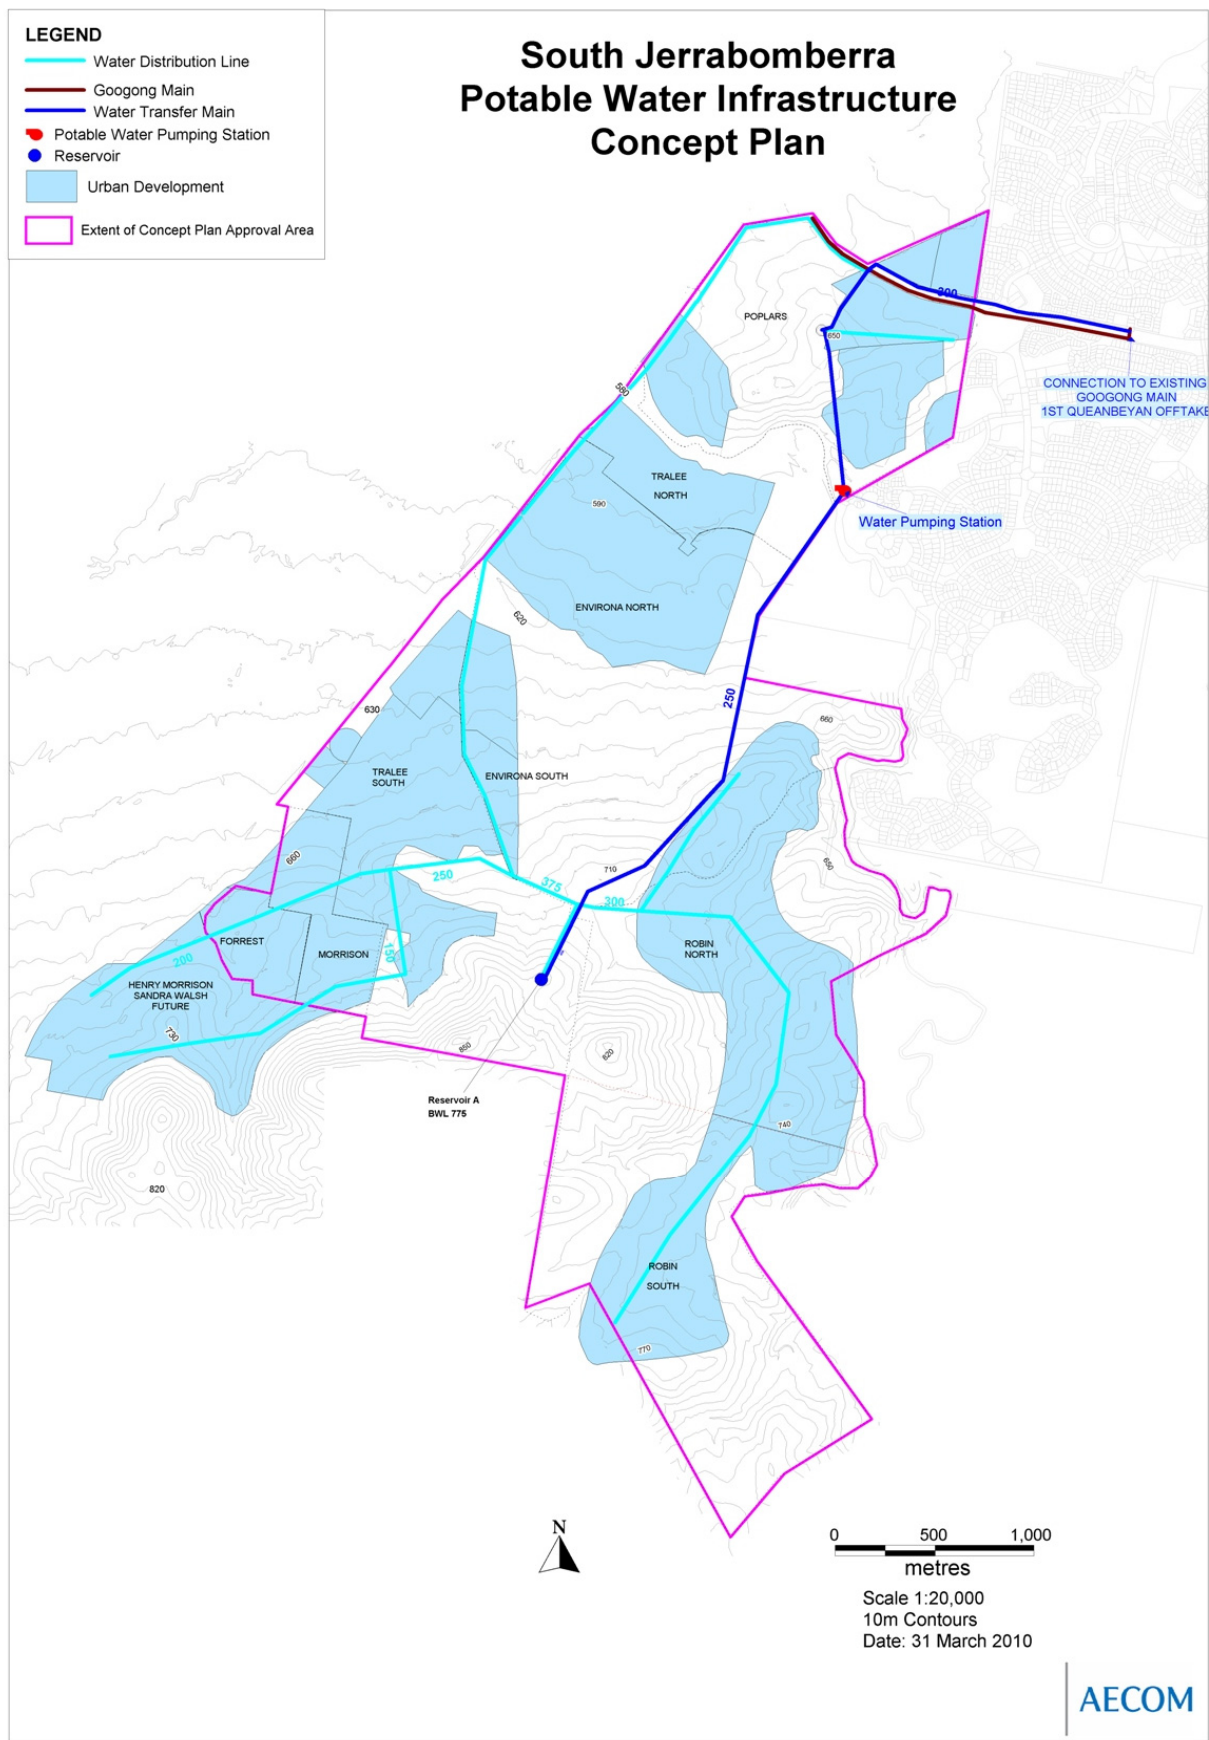 LEGEND
Water Distribution Line
Googong Main
Water Transfer Main
Potable Water Pumping Station
Reservoir
Urban Development
Extent of Concept Plan Approval Area
South Jerrabomberra
Potable Water Infrastructure
Concept Plan
300
POPLARS
650
CONNECTION TO EXISTING
GOOGONG MAIN
1ST QUEANBEYAN OFFTAKE
580
TRALEE
NORTH
590
Water Pumping Station
ENVIRONA NORTH
620
250
630
660
TRALEE
SOUTH
ENVIRONA SOUTH
660
250
375
710
300
650
FORREST
MORRISON
150
200
ROBIN
NORTH
HENRY MORRISON
SANDRA WALSH
FUTURE
730
850
820
Reservoir A
BWL 775
740
820
ROBIN
SOUTH
770
N
0 500 1,000
metres
Scale 1:20,000
10m Contours
Date: 31 March 2010
AECOM